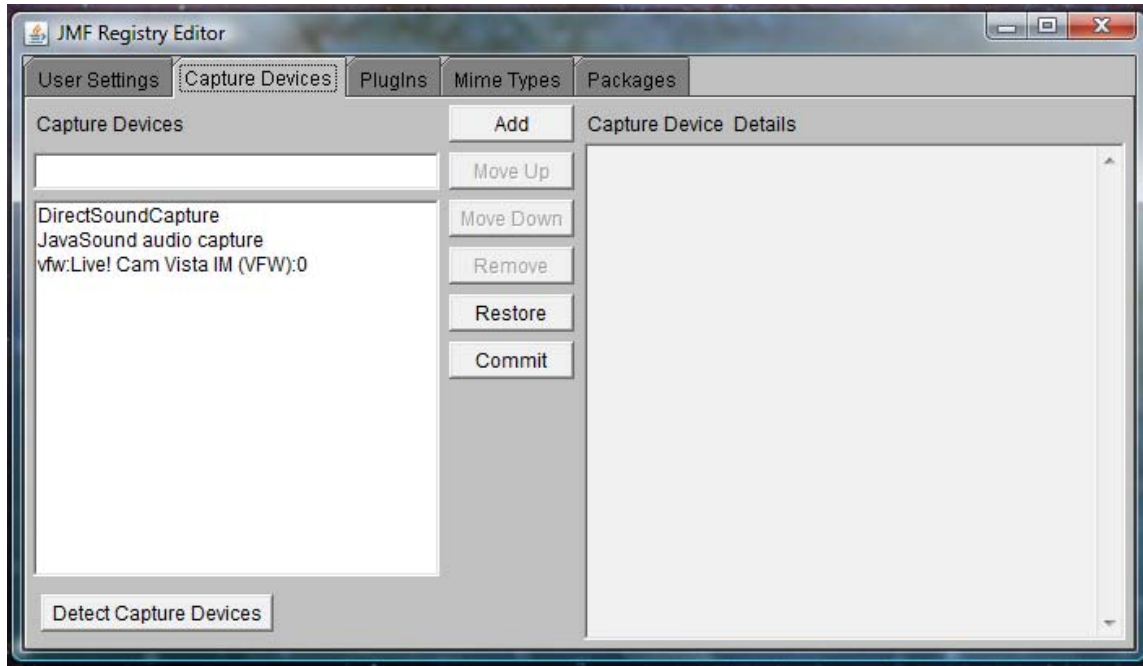 JMF Registry Editor
User Settings Capture Devices PlugIns Mime Types Packages
Capture Devices
Add
Capture Device Details
Move Up
DirectSoundCapture
JavaSound audio capture
vfw:Live! Cam Vista IM (VFW):0
Move Down
Remove
Restore
Commit
Detect Capture Devices